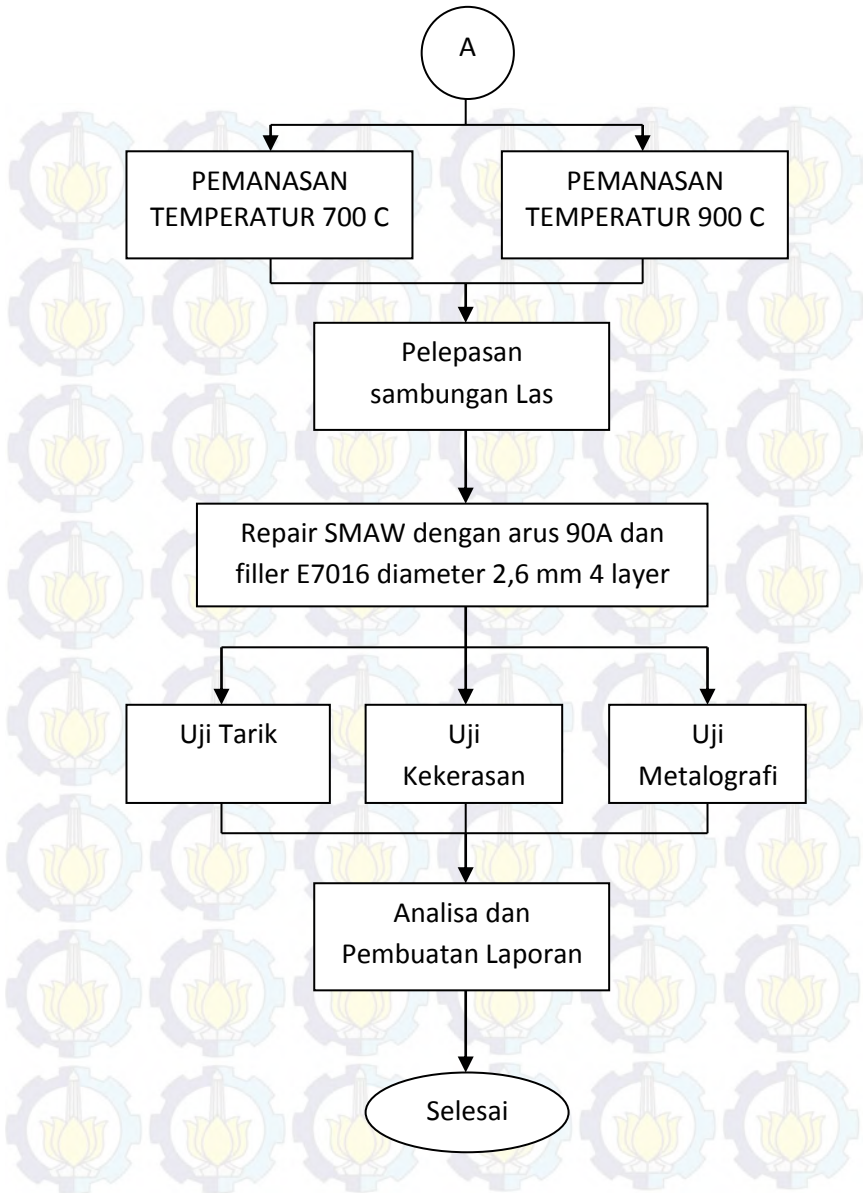 A
PEMANASAN
TEMPERATUR 700 C
PEMANASAN
TEMPERATUR 900 C
Pelepasan
sambungan Las
Repair SMAW dengan arus 90A dan
filler E7016 diameter 2,6 mm 4 layer
Uji Tarik
Uji
Kekerasan
Uji
Metalografi
Analisa dan
Pembuatan Laporan
Selesai